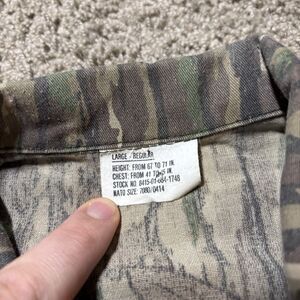 LARGE / REGULAR
HEIGHT: FROM 67 TO 71 IN.
CHEST: FROM 41 TO 45 IN.
STOCK NO. 8415-01-084-1748
NATO SIZE: 7080/0414